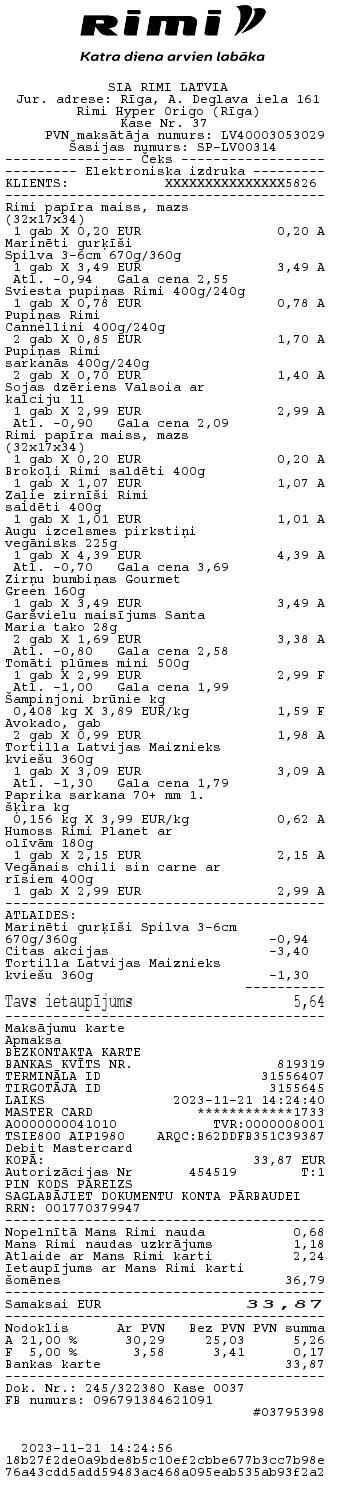 Rimi
Katra diena arvien labāka
SIA RIMI LATVIA
Jur. adrese: Rīga, A. Deglava iela 161
Rimi Hyper Origo (Rīga)
Kase Nr. 37
PVN maksātāja numurs: LV40003053029
Šasijas numurs: SP-LV00314
---------------- Čeks ------------------
--------- Elektroniska izdruka ---------
KLIENTS: XXXXXXXXXXXXXXX5826
----------------------------------------
Rimi papīra maiss, mazs
(32x17x34)
1 gab X 0,20 EUR 0,20 A
Marinēti gurķīši
Spilva 3-6cm 670g/360g
1 gab X 3,49 EUR 3,49 A
Atl. -0,94 Gala cena 2,55
Sviesta pupiņas Rimi 400g/240g
1 gab X 0,78 EUR 0,78 A
Pupiņas Rimi
Cannellini 400g/240g
2 gab X 0,85 EUR 1,70 A
Pupiņas Rimi
sarkanās 400g/240g
2 gab X 0,70 EUR 1,40 A
Sojas dzēriens Valsoia ar
kalciju 1l
1 gab X 2,99 EUR 2,99 A
Atl. -0,90 Gala cena 2,09
Rimi papīra maiss, mazs
(32x17x34)
1 gab X 0,20 EUR 0,20 A
Brokoļi Rimi saldēti 400g
1 gab X 1,07 EUR 1,07 A
Zaļie zirnīši Rimi
saldēti 400g
1 gab X 1,01 EUR 1,01 A
Augu izcelsmes pirkstiņi
vegānisks 225g
1 gab X 4,39 EUR 4,39 A
Atl. -0,70 Gala cena 3,69
Zirņu bumbiņas Gourmet
Green 160g
1 gab X 3,49 EUR 3,49 A
Garšvielu maisījums Santa
Maria tako 28g
2 gab X 1,69 EUR 3,38 A
Atl. -0,80 Gala cena 2,58
Tomāti plūmes mini 500g
1 gab X 2,99 EUR 2,99 F
Atl. -1,00 Gala cena 1,99
Šampinjoni brūnie kg
0,408 kg X 3,89 EUR/kg 1,59 F
Avokado, gab
2 gab X 0,99 EUR 1,98 A
Tortilla Latvijas Maiznieks
kviešu 360g
1 gab X 3,09 EUR 3,09 A
Atl. -1,30 Gala cena 1,79
Paprika sarkana 70+ mm 1.
šķira kg
0,156 kg X 3,99 EUR/kg 0,62 A
Humoss Rimi Planet ar
olīvām 180g
1 gab X 2,15 EUR 2,15 A
Vegānais chili sin carne ar
rīsiem 400g
1 gab X 2,99 EUR 2,99 A
----------------------------------------
ATLAIDES:
Marinēti gurķīši Spilva 3-6cm
670g/360g -0,94
Citas akcijas -3,40
Tortilla Latvijas Maiznieks
kviešu 360g -1,30
----------
Tavs ietaupījums 5,64
----------------------------------------
Maksājumu karte
Apmaksa
BEZKONTAKTA KARTE
BANKAS KVĪTS NR. 819319
TERMINĀLA ID 31556407
TIRGOTĀJA ID 3155645
LAIKS 2023-11-21 14:24:40
MASTER CARD ************1733
A0000000041010 TVR:0000008001
TSIE800 AIP1980 ARQC:B62DDFB351C39387
Debit Mastercard
KOPĀ: 33,87 EUR
Autorizācijas Nr 454519 T:1
PIN KODS PAREIZS
SAGLABĀJIET DOKUMENTU KONTA PĀRBAUDEI
RRN: 001770379947
----------------------------------------
Nopelnītā Mans Rimi nauda 0,68
Mans Rimi naudas uzkrājums 1,18
Atlaide ar Mans Rimi karti 2,24
Ietaupījums ar Mans Rimi karti
šomēnes 36,79
----------------------------------------
Samaksai EUR 33,87
----------------------------------------
Nodoklis Ar PVN Bez PVN PVN summa
A 21,00 % 30,29 25,03 5,26
F 5,00 % 3,58 3,41 0,17
Bankas karte 33,87
----------------------------------------
Dok. Nr.: 245/322380 Kase 0037
FB numurs: 096791384621091
#03795398
2023-11-21 14:24:56
18b27f2de0a9bde8b5c10ef2cbbe677b3cc7b98e
76a43cdd5add59483ac468a095eab535ab93f2a2